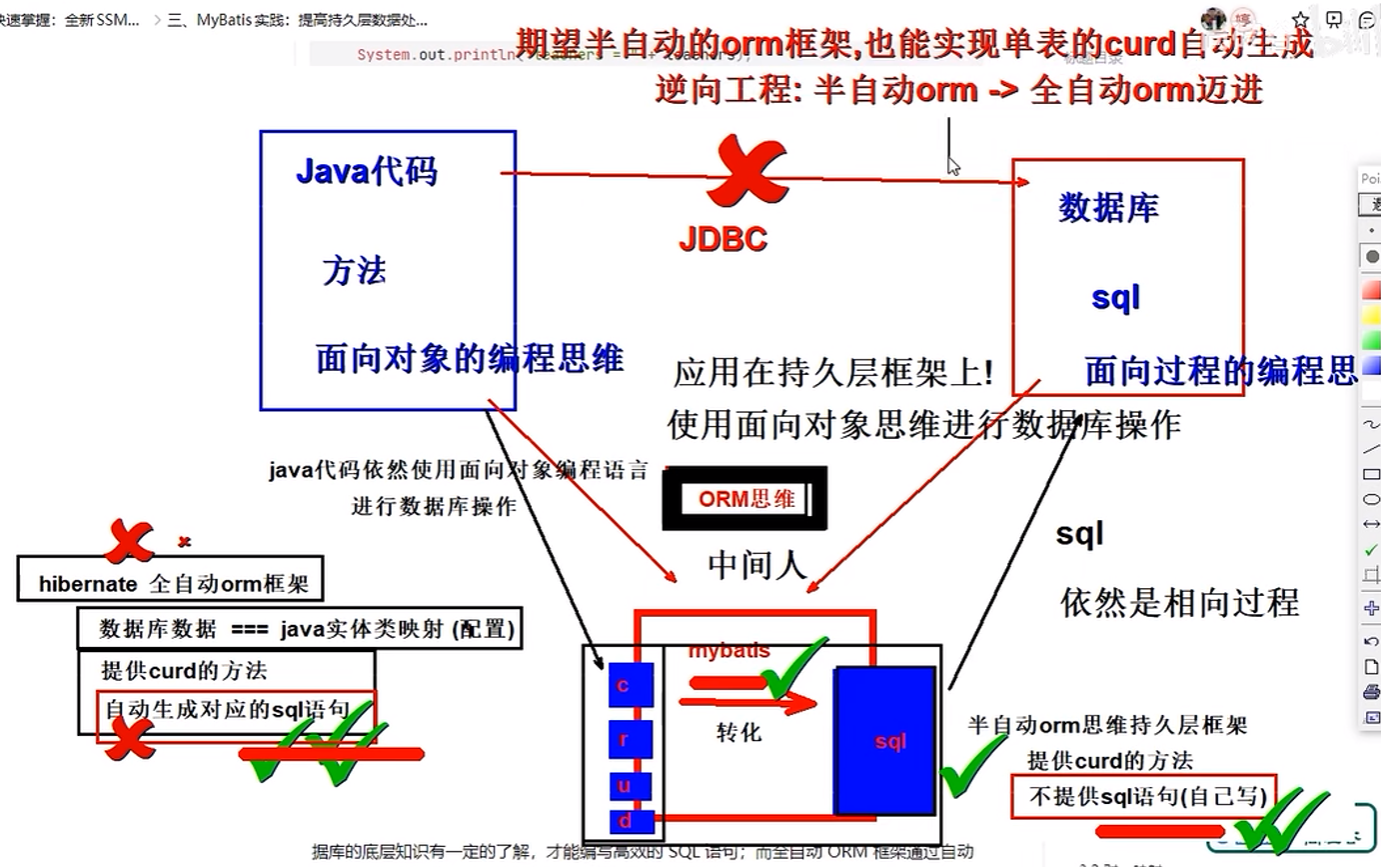 快速掌握：全新 SSM... > 三、MyBatis 实践：提高持久层数据处...
期望半自动的orm框架,也能实现单表的curd自动生成
System.out.println(
逆向工程: 半自动orm -> 全自动orm迈进
Java代码
方法
面向对象的编程思维
JDBC
数据库
sql
面向过程的编程思
应用在持久层框架上!
使用面向对象思维进行数据库操作
java代码依然使用面向对象编程语言
进行数据库操作
ORM思维
中间人
sql
依然是相向过程
hibernate 全自动orm框架
数据库数据 === java实体类映射 (配置)
提供curd的方法
自动生成对应的sql语句
mybatis
c
r
u
d
转化
sql
半自动orm思维持久层框架
提供curd的方法
不提供sql语句(自己写)
据库的底层知识有一定的了解，才能编写高效的 SQL 语句；而全自动 ORM 框架通过自动